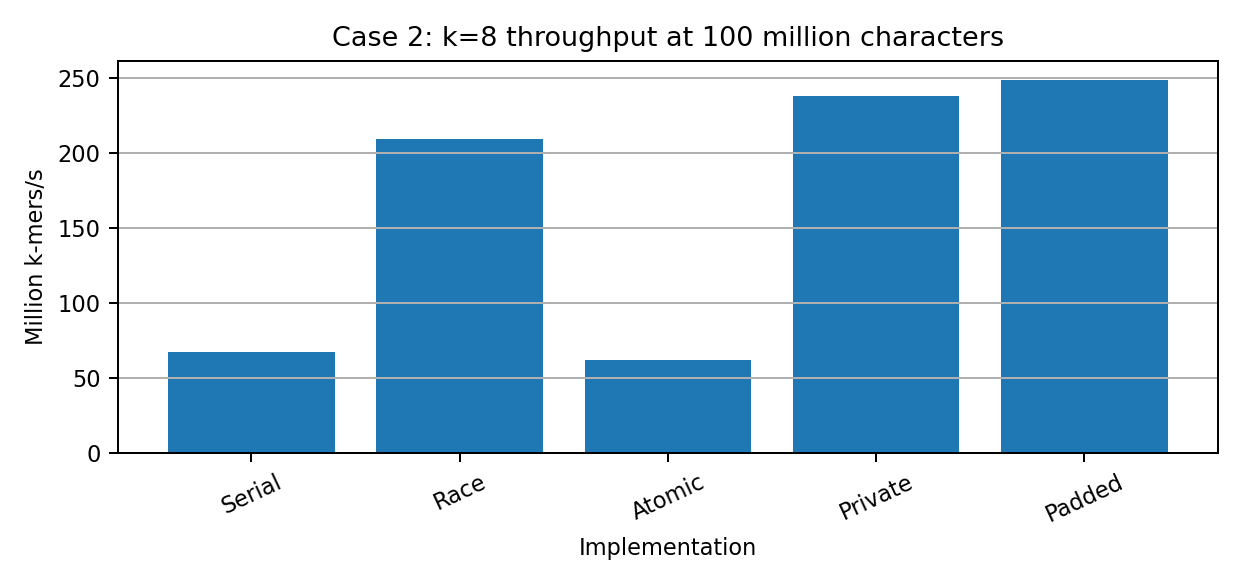 Case 2: k=8 throughput at 100 million characters
Million k-mers/s
250
200
150
100
50
0
Serial
Race
Atomic
Private
Padded
Implementation